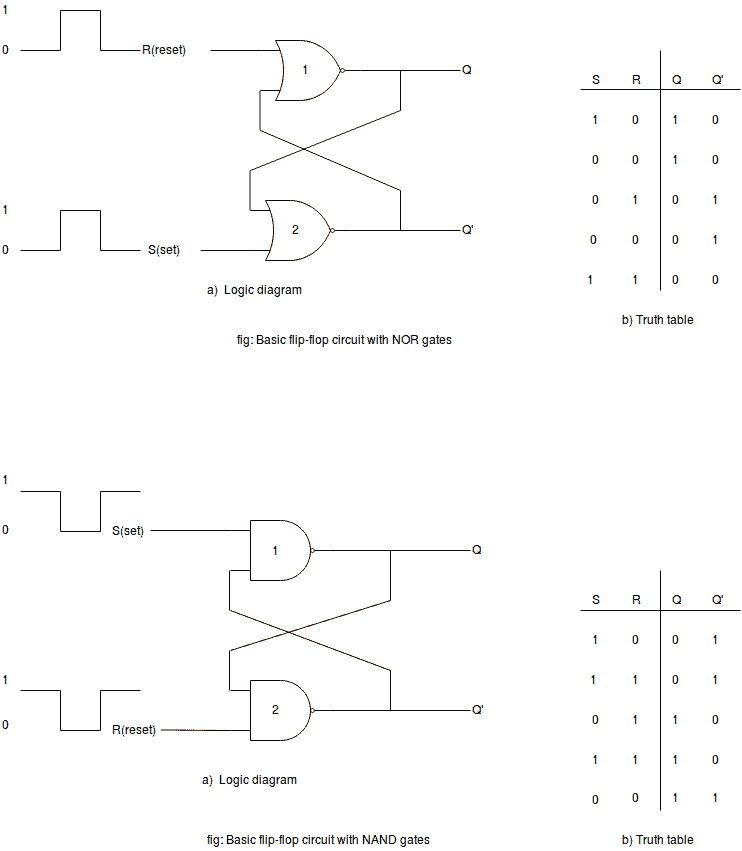 1
0 R(reset) 1 Q
S R Q Q'
1 0 1 0
0 0 1 0
0 1 0 1
0 0 0 1
1 1 0 0
b) Truth table
1
0 S(set) 2 Q'
a) Logic diagram
fig: Basic flip-flop circuit with NOR gates
1
0 S(set) 1 Q
S R Q Q'
1 0 0 1
1 1 0 1
0 1 1 0
1 1 1 0
0 0 1 1
b) Truth table
1
0 R(reset) 2 Q'
a) Logic diagram
fig: Basic flip-flop circuit with NAND gates